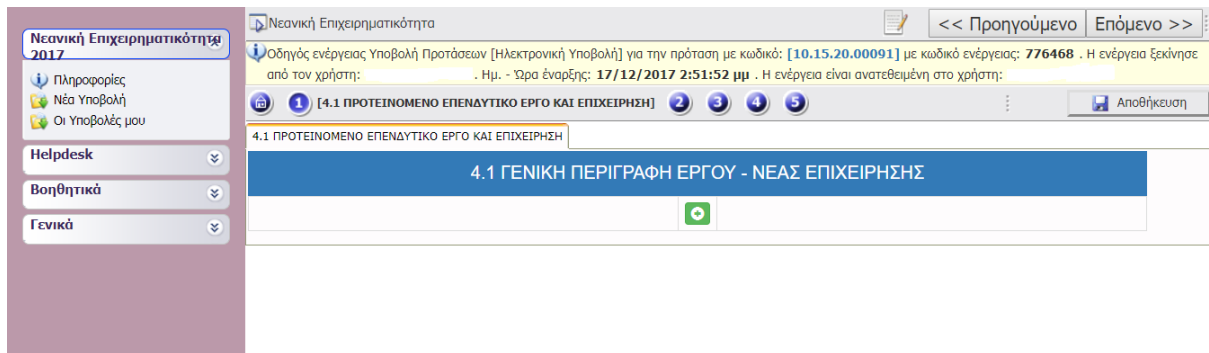 Νεανική Επιχειρηματικότητα
2017
Πληροφορίες
Νέα Υποβολή
Οι Υποβολές μου
Helpdesk
Βοηθητικά
Γενικά
Νεανική Επιχειρηματικότητα
<< Προηγούμενο Επόμενο >>
Οδηγός ενέργειας Υποβολή Προτάσεων [Ηλεκτρονική Υποβολή] για την πρόταση με κωδικό: [10.15.20.00091] με κωδικό ενέργειας: 776468 . Η ενέργεια ξεκίνησε
από τον χρήστη: . Ημ. - Ώρα έναρξης: 17/12/2017 2:51:52 μμ . Η ενέργεια είναι ανατεθειμένη στο χρήστη:
1 [4.1 ΠΡΟΤΕΙΝΟΜΕΝΟ ΕΠΕΝΔΥΤΙΚΟ ΕΡΓΟ ΚΑΙ ΕΠΙΧΕΙΡΗΣΗ] 2 3 4 5 Αποθήκευση
4.1 ΠΡΟΤΕΙΝΟΜΕΝΟ ΕΠΕΝΔΥΤΙΚΟ ΕΡΓΟ ΚΑΙ ΕΠΙΧΕΙΡΗΣΗ
4.1 ΓΕΝΙΚΗ ΠΕΡΙΓΡΑΦΗ ΕΡΓΟΥ - ΝΕΑΣ ΕΠΙΧΕΙΡΗΣΗΣ